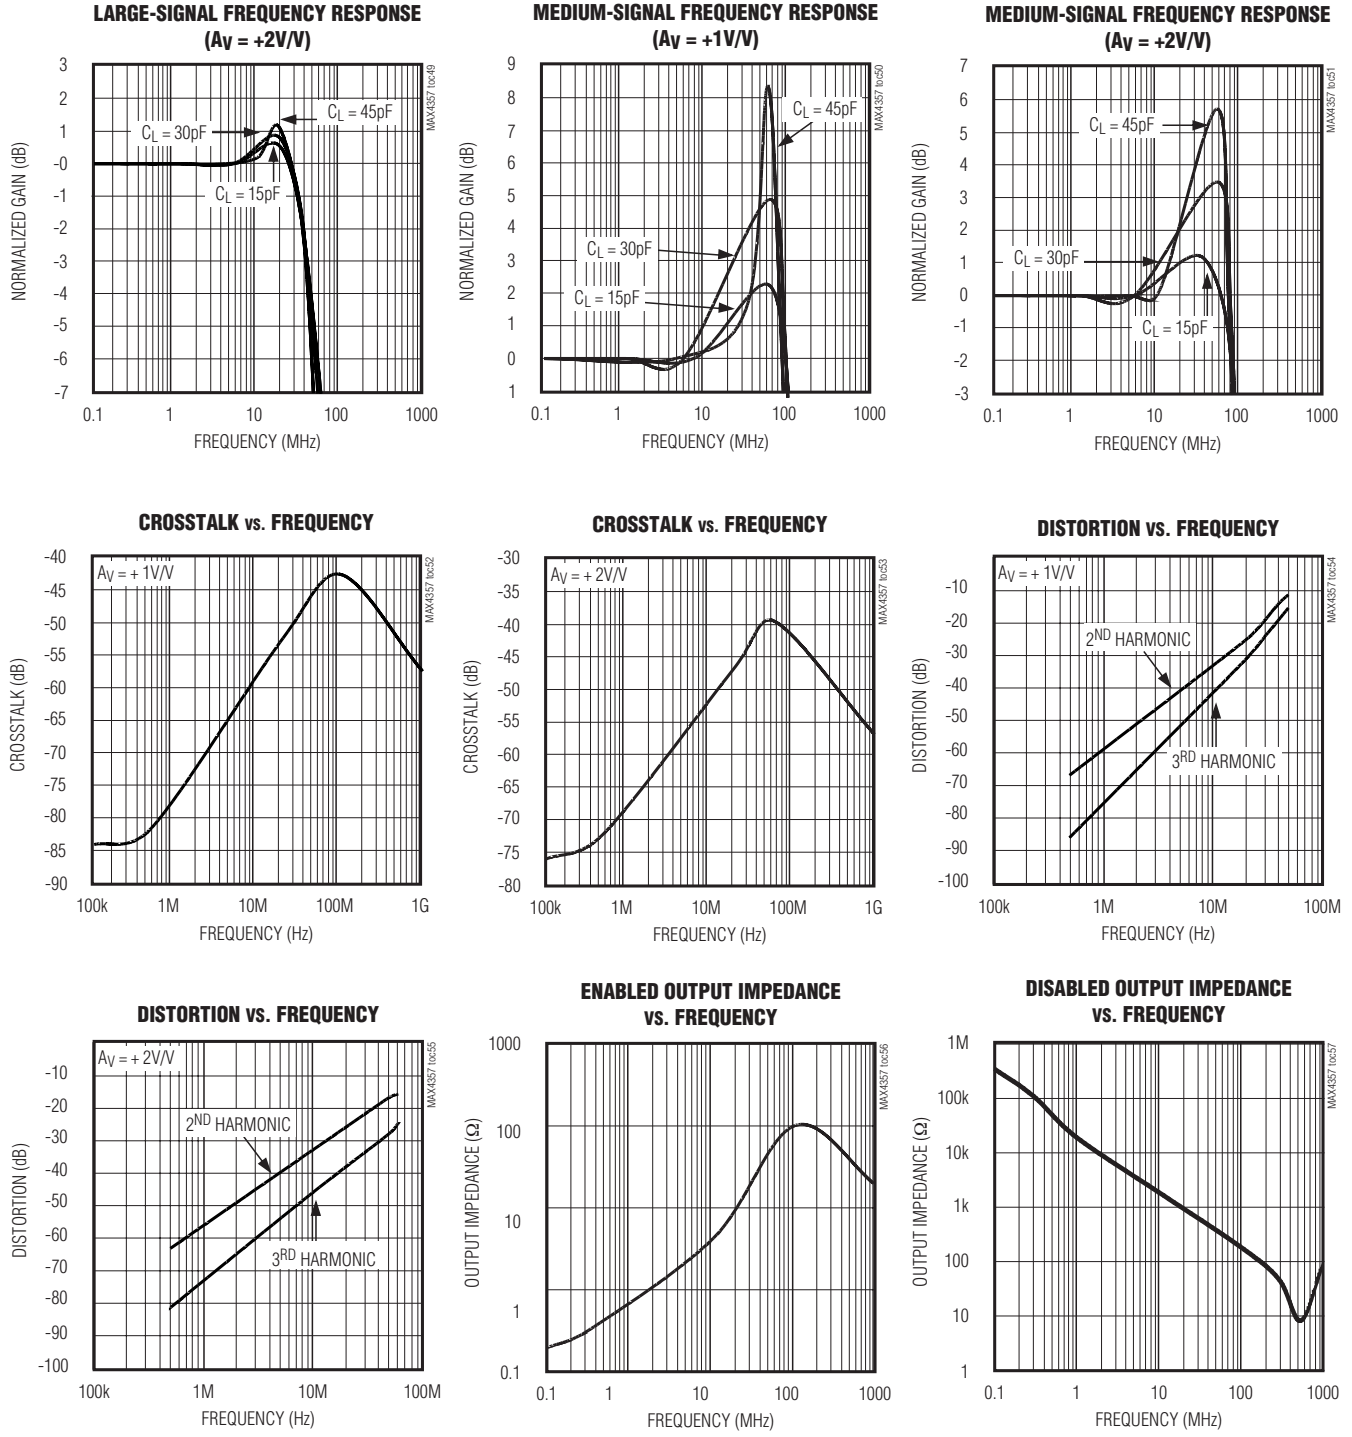 LARGE-SIGNAL FREQUENCY RESPONSE
(AV = +2V/V)
3
2
1
-0
-1
-2
-3
-4
-5
-6
-7
NORMALIZED GAIN (dB)
CL = 45pF
CL = 30pF
CL = 15pF
MAX4357 toc49
0.1 1 10 100 1000
FREQUENCY (MHz)
MEDIUM-SIGNAL FREQUENCY RESPONSE
(AV = +1V/V)
9
8
7
6
5
4
3
2
1
0
1
NORMALIZED GAIN (dB)
CL = 45pF
CL = 30pF
CL = 15pF
MAX4357 toc50
0.1 1 10 100 1000
FREQUENCY (MHz)
MEDIUM-SIGNAL FREQUENCY RESPONSE
(AV = +2V/V)
7
6
5
4
3
2
1
0
-1
-2
-3
NORMALIZED GAIN (dB)
CL = 45pF
CL = 30pF
CL = 15pF
MAX4357 toc51
0.1 1 10 100 1000
FREQUENCY (MHz)
CROSSTALK vs. FREQUENCY
AV = + 1V/V
-40
-45
-50
-55
-60
-65
-70
-75
-80
-85
-90
CROSSTALK (dB)
MAX4357 toc52
100k 1M 10M 100M 1G
FREQUENCY (Hz)
CROSSTALK vs. FREQUENCY
AV = + 2V/V
-30
-35
-40
-45
-50
-55
-60
-65
-70
-75
-80
CROSSTALK (dB)
MAX4357 toc53
100k 1M 10M 100M 1G
FREQUENCY (MHz)
DISTORTION vs. FREQUENCY
AV = + 1V/V
-10
-20
-30
-40
-50
-60
-70
-80
-90
-100
DISTORTION (dB)
2ND HARMONIC
3RD HARMONIC
MAX4357 toc54
100k 1M 10M 100M
FREQUENCY (Hz)
DISTORTION vs. FREQUENCY
AV = + 2V/V
-10
-20
-30
-40
-50
-60
-70
-80
-90
-100
DISTORTION (dB)
2ND HARMONIC
3RD HARMONIC
MAX4357 toc55
100k 1M 10M 100M
FREQUENCY (Hz)
ENABLED OUTPUT IMPEDANCE
vs. FREQUENCY
1000
100
10
1
0.1
OUTPUT IMPEDANCE (Ω)
MAX4357 toc56
0.1 1 10 100 1000
FREQUENCY (MHz)
DISABLED OUTPUT IMPEDANCE
vs. FREQUENCY
1M
100k
10k
1k
100
10
1
OUTPUT IMPEDANCE (Ω)
MAX4357 toc57
0.1 1 10 100 1000
FREQUENCY (MHz)